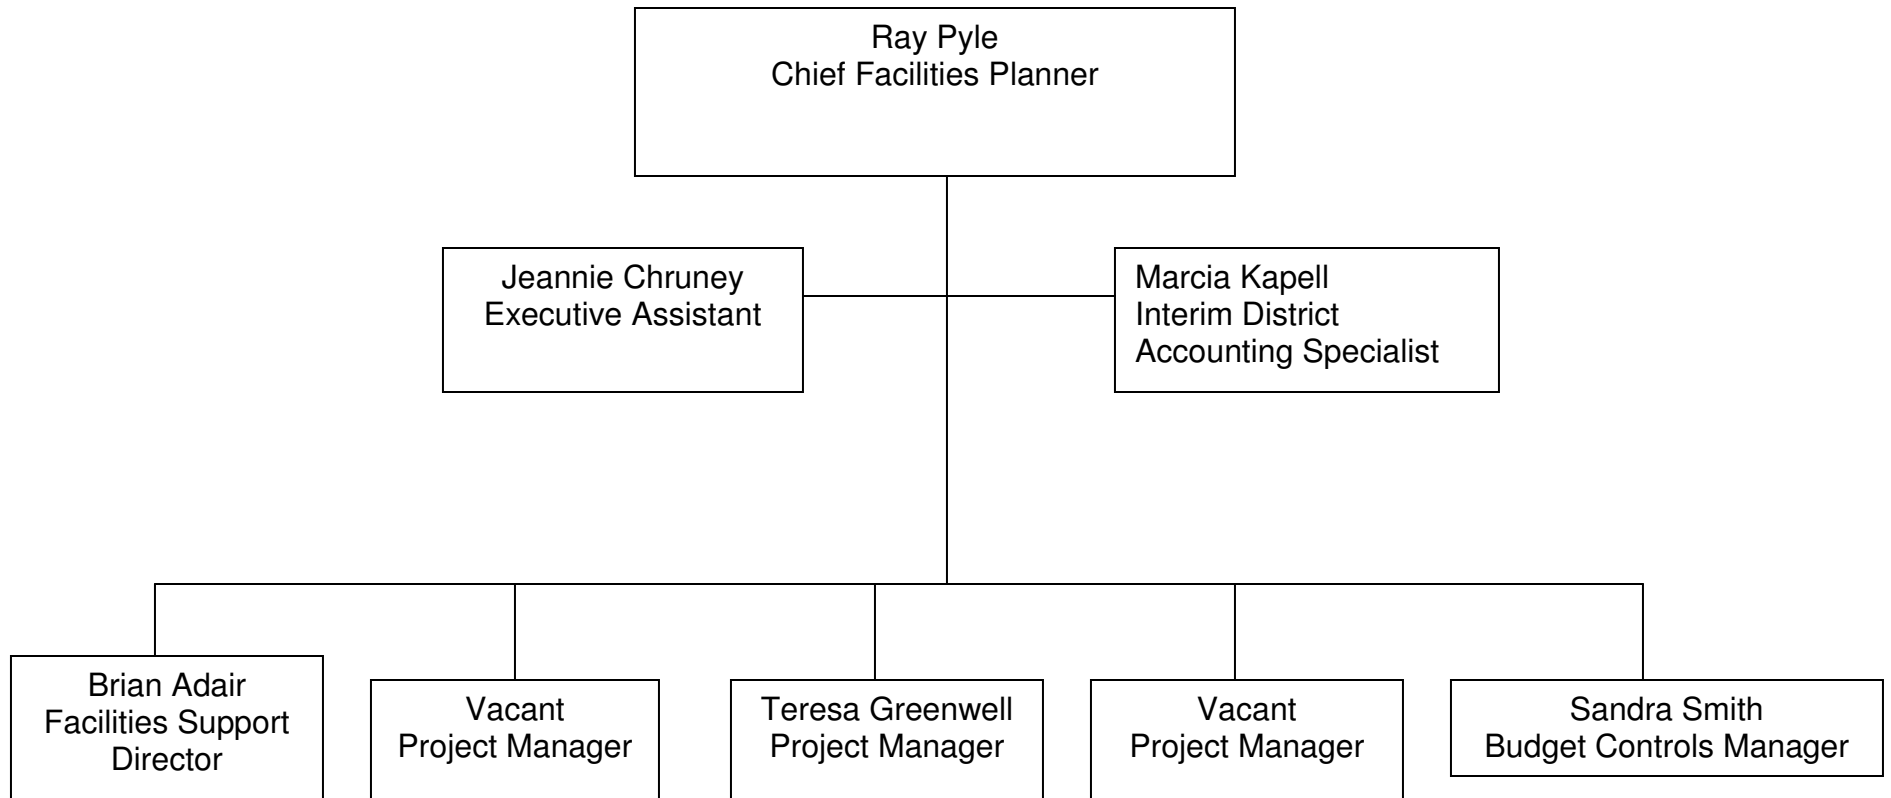 Ray Pyle
Chief Facilities Planner
Jeannie Chruney
Executive Assistant
Marcia Kapell
Interim District
Accounting Specialist
Brian Adair
Facilities Support
Director
Vacant
Project Manager
Teresa Greenwell
Project Manager
Vacant
Project Manager
Sandra Smith
Budget Controls Manager